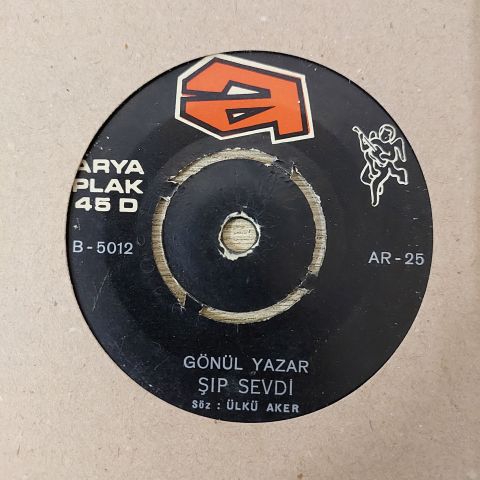 ARYA
PLAK
45 D
B-5012
AR-25
GÖNÜL YAZAR
ŞIP SEVDİ
Söz : ÜLKÜ AKER